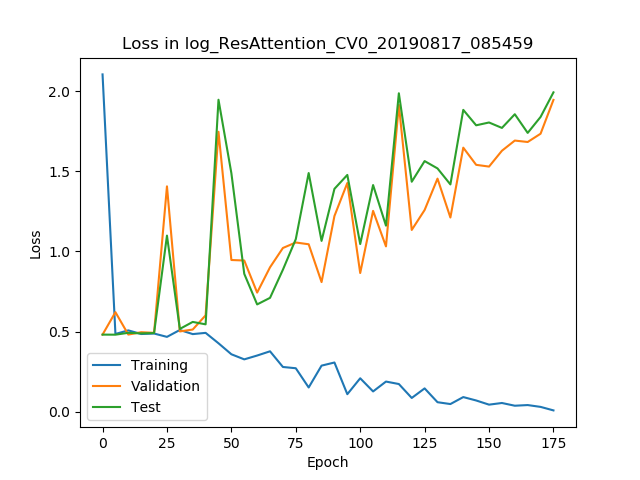 Loss in log_ResAttention_CV0_20190817_085459
2.0
1.5
1.0
0.5
0.0
Loss
Training
Validation
Test
0 25 50 75 100 125 150 175
Epoch